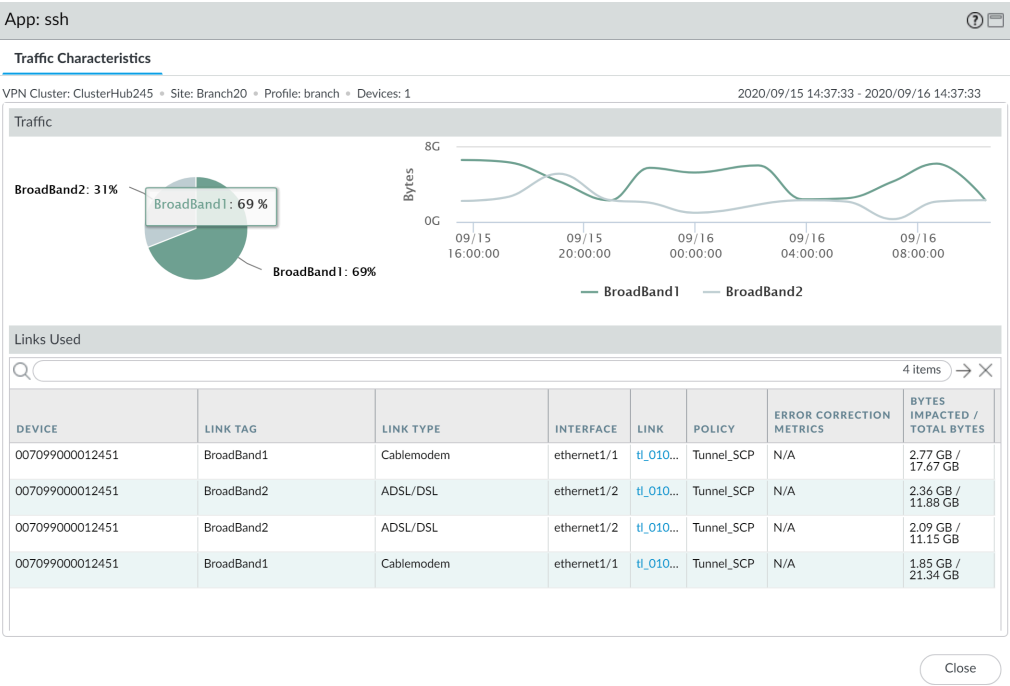 App: ssh
Traffic Characteristics
VPN Cluster: ClusterHub245 • Site: Branch20 • Profile: branch • Devices: 1
2020/09/15 14:37:33 - 2020/09/16 14:37:33
Traffic
BroadBand2: 31%
BroadBand1: 69 %
BroadBand1: 69%
8G
Bytes
0G
09/15 16:00:00
09/15 20:00:00
09/16 00:00:00
09/16 04:00:00
09/16 08:00:00
BroadBand1 BroadBand2
Links Used
4 items
DEVICE LINK TAG LINK TYPE INTERFACE LINK POLICY ERROR CORRECTION METRICS BYTES IMPACTED / TOTAL BYTES
007099000012451 BroadBand1 Cablemodem ethernet1/1 tl_010... Tunnel_SCP N/A 2.77 GB / 17.67 GB
007099000012451 BroadBand2 ADSL/DSL ethernet1/2 tl_010... Tunnel_SCP N/A 2.36 GB / 11.88 GB
007099000012451 BroadBand2 ADSL/DSL ethernet1/2 tl_010... Tunnel_SCP N/A 2.09 GB / 11.15 GB
007099000012451 BroadBand1 Cablemodem ethernet1/1 tl_010... Tunnel_SCP N/A 1.85 GB / 21.34 GB
Close